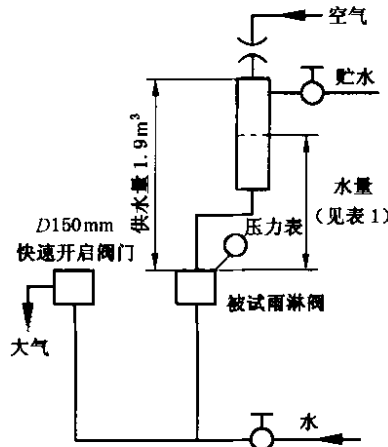 空气
贮水
供水量1.9m³
水量
(见表1)
D150mm
快速开启阀门
压力表
被试雨淋阀
大气
水